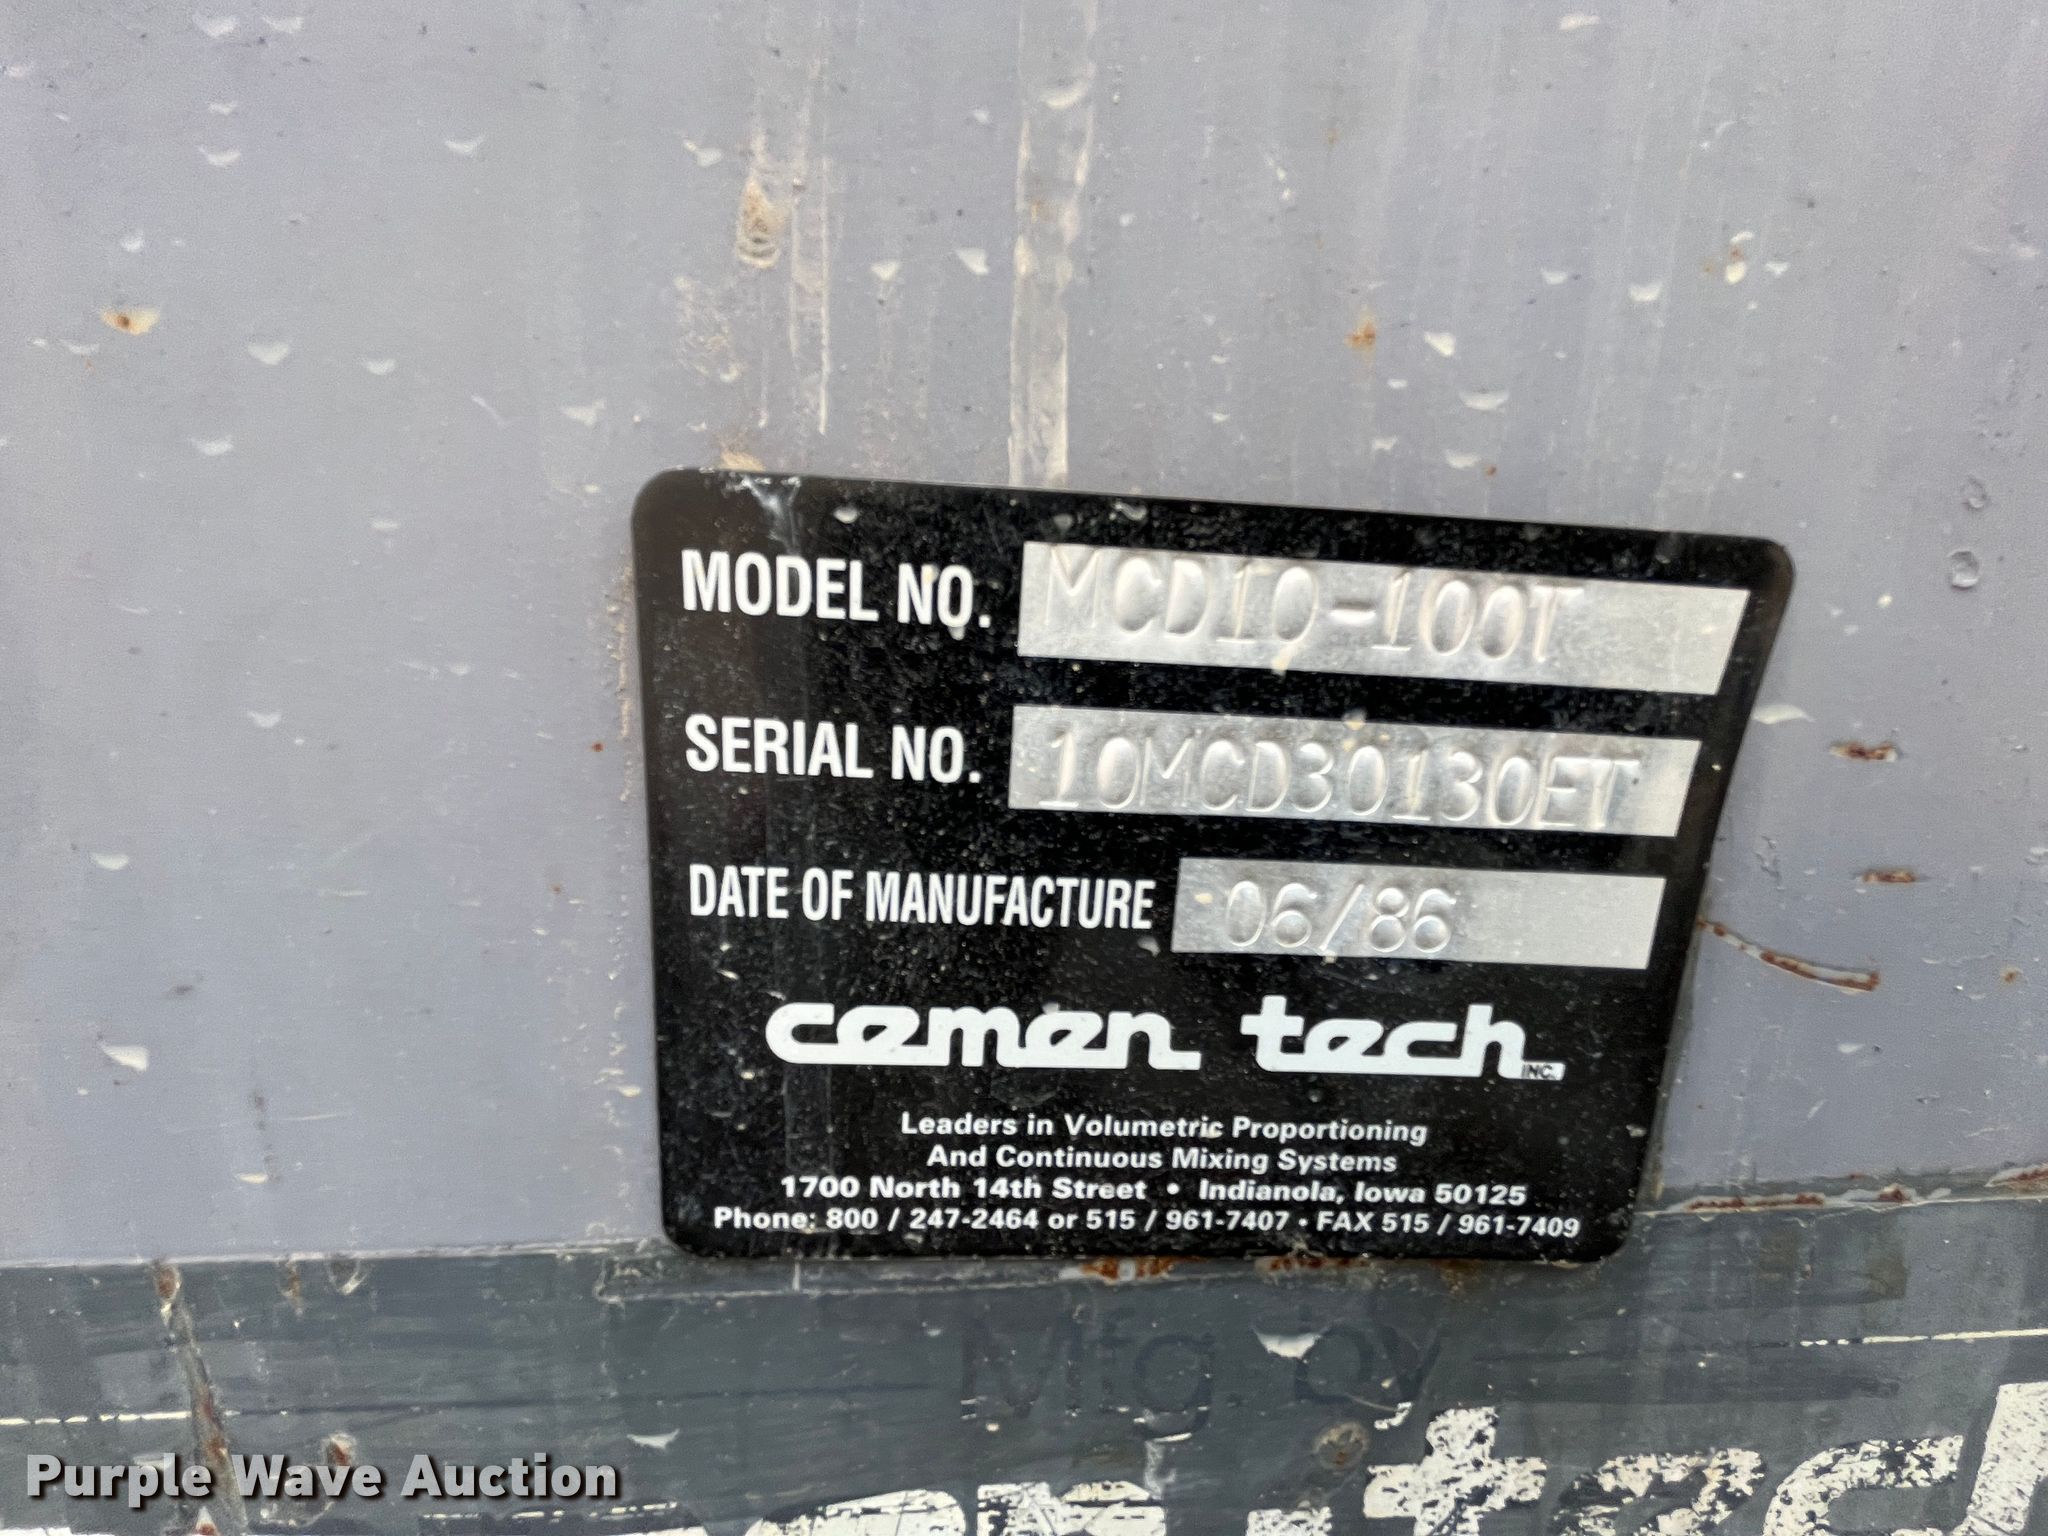 MODEL NO. MCD10-100T
SERIAL NO. 10MCD30130ET
DATE OF MANUFACTURE 06/86
cemen tech INC.
Leaders in Volumetric Proportioning
And Continuous Mixing Systems
1700 North 14th Street • Indianola, Iowa 50125
Phone: 800 / 247-2464 or 515 / 961-7407 • FAX 515 / 961-7409
Mfg. by
Purple Wave Auction